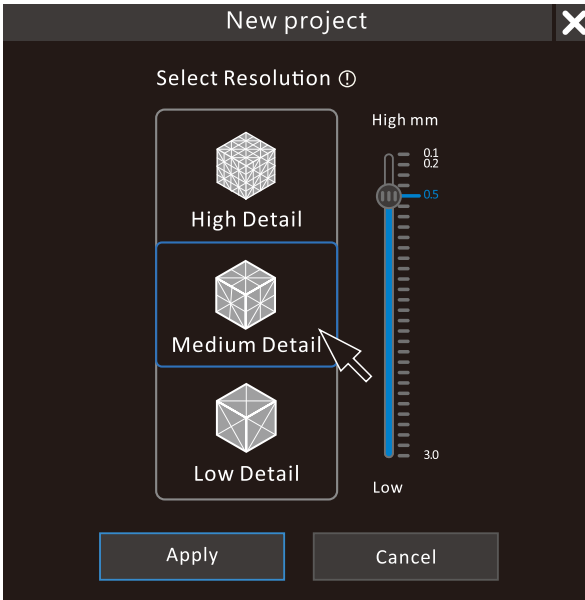 New project
Select Resolution
High Detail
Medium Detail
Low Detail
High mm
0.1
0.2
0.5
3.0
Low
Apply
Cancel